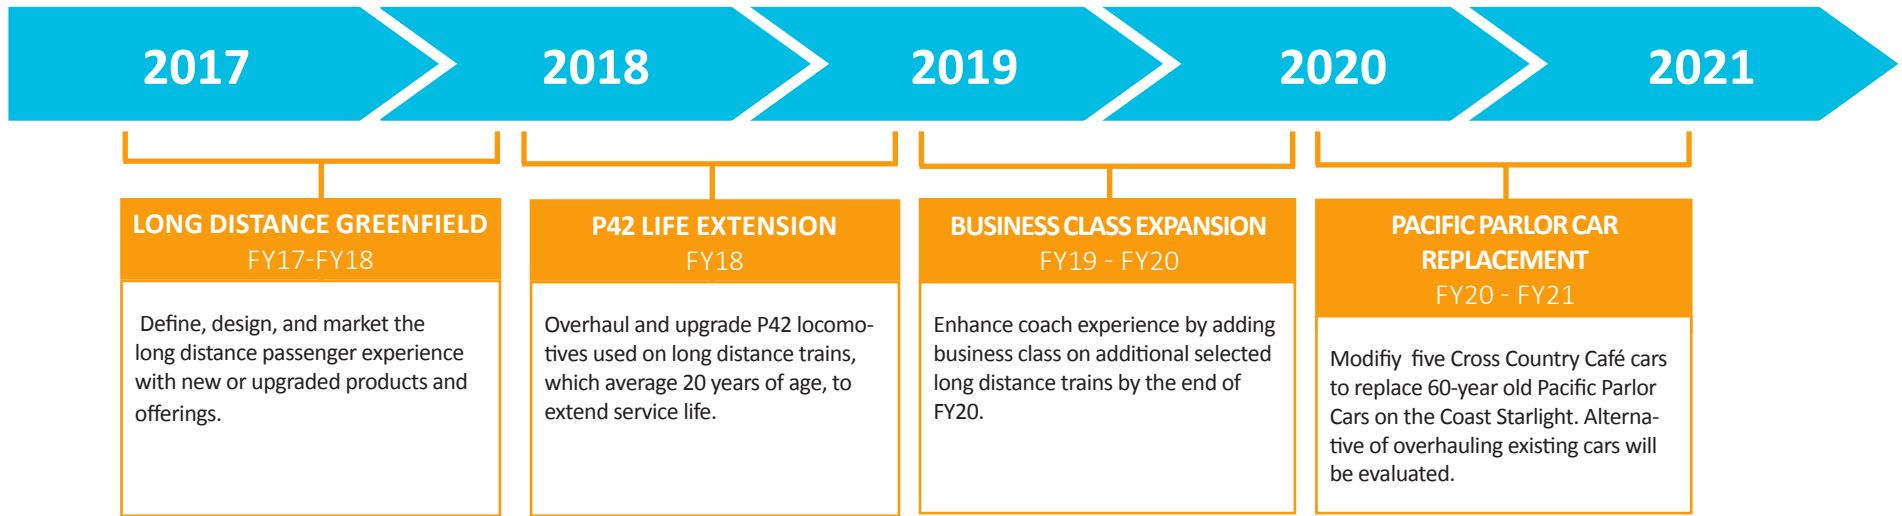 2017
2018
2019
2020
2021
LONG DISTANCE GREENFIELD
FY17-FY18
Define, design, and market the
long distance passenger experience
with new or upgraded products and
offerings.
P42 LIFE EXTENSION
FY18
Overhaul and upgrade P42 locomo-
tives used on long distance trains,
which average 20 years of age, to
extend service life.
BUSINESS CLASS EXPANSION
FY19 - FY20
Enhance coach experience by adding
business class on additional selected
long distance trains by the end of
FY20.
PACIFIC PARLOR CAR
REPLACEMENT
FY20 - FY21
Modifiy five Cross Country Café cars
to replace 60-year old Pacific Parlor
Cars on the Coast Starlight. Alterna-
tive of overhauling existing cars will
be evaluated.